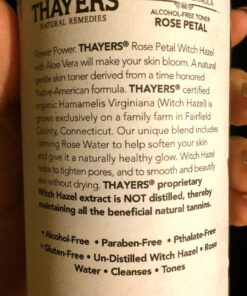 THAYERS®
NATURAL REMEDIES
ALCOHOL-FREE TONER
ROSE PETAL
Flower Power. THAYERS® Rose Petal Witch Hazel
with Aloe Vera will make your skin bloom. A natural
skin toner derived from a time honored
Native-American formula. THAYERS® certified
organic Hamamelis Virginiana (Witch Hazel) is
grown exclusively on a family farm in Fairfield
County, Connecticut. Our unique blend includes
calming Rose Water to help soften your skin
and give it a naturally healthy glow. Witch Hazel
helps to tighten pores, and to smooth and beautify
skin without drying. THAYERS® proprietary
Witch Hazel extract is NOT distilled, thereby
maintaining all the beneficial natural tannins.
• Alcohol-Free • Paraben-Free • Pthalate-Free
• Gluten-Free • Un-Distilled Witch Hazel • Rose
Water • Cleanses • Tones